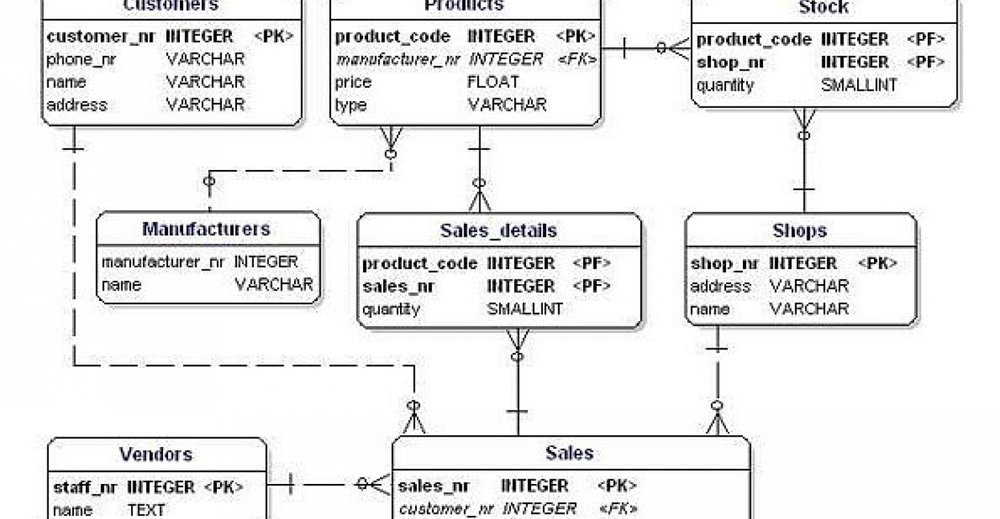 Customers
customer_nr INTEGER <PK>
phone_nr VARCHAR
name VARCHAR
address VARCHAR
Products
product_code INTEGER <PK>
manufacturer_nr INTEGER <FK>
price FLOAT
type VARCHAR
Stock
product_code INTEGER <PF>
shop_nr INTEGER <PF>
quantity SMALLINT
Manufacturers
manufacturer_nr INTEGER
name VARCHAR
Sales_details
product_code INTEGER <PF>
sales_nr INTEGER <PF>
quantity SMALLINT
Shops
shop_nr INTEGER <PK>
address VARCHAR
name VARCHAR
Vendors
staff_nr INTEGER <PK>
name TEXT
Sales
sales_nr INTEGER <PK>
customer_nr INTEGER <FK>